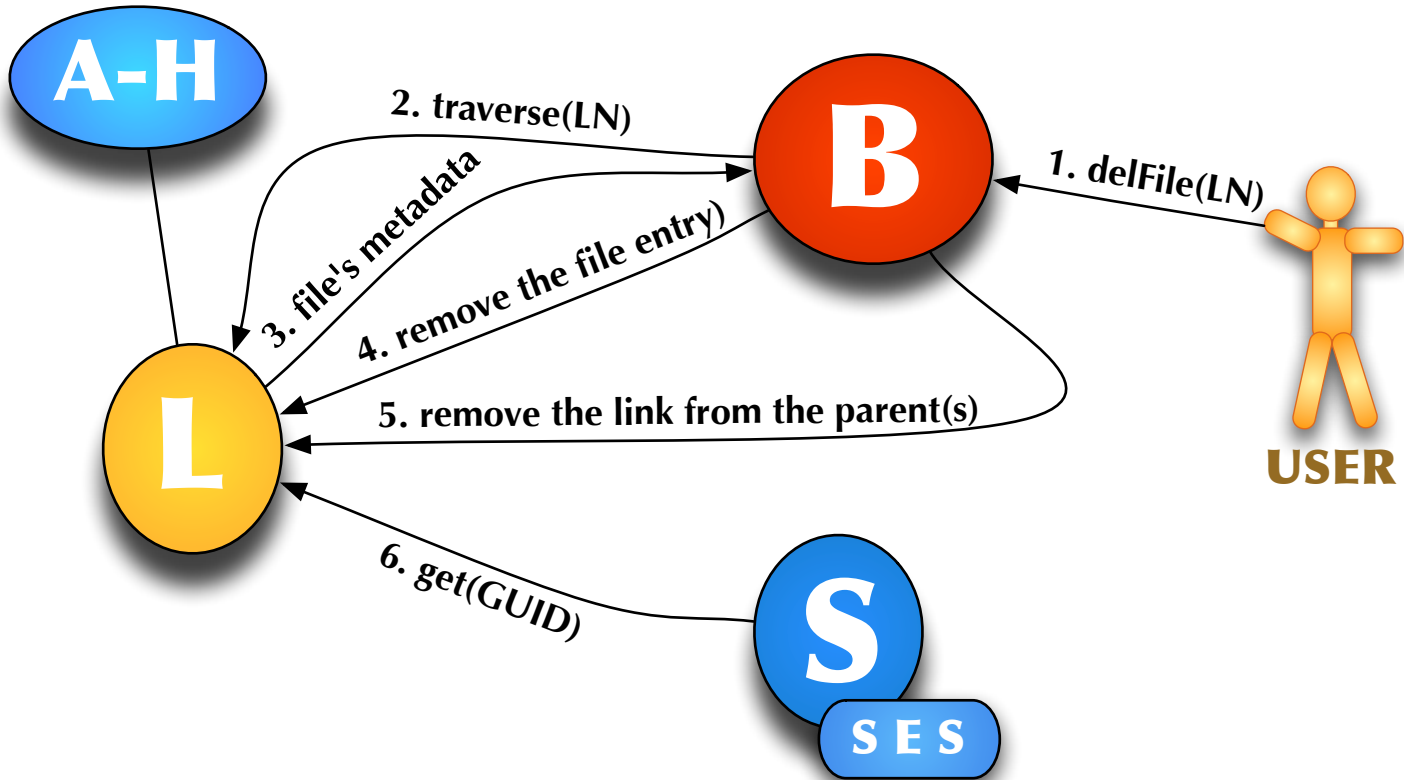 A-H
2. traverse(LN)
B
1. delFile(LN)
3. file's metadata
4. remove the file entry)
5. remove the link from the parent(s)
L
USER
6. get(GUID)
S
S E S